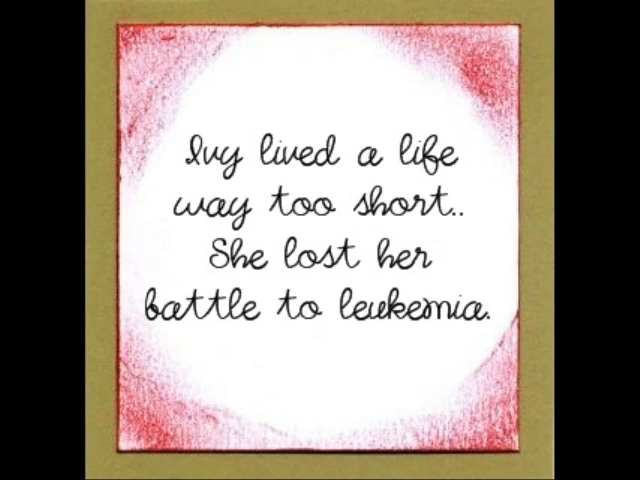 Ivy lived a life
way too short..
She lost her
battle to leukemia.